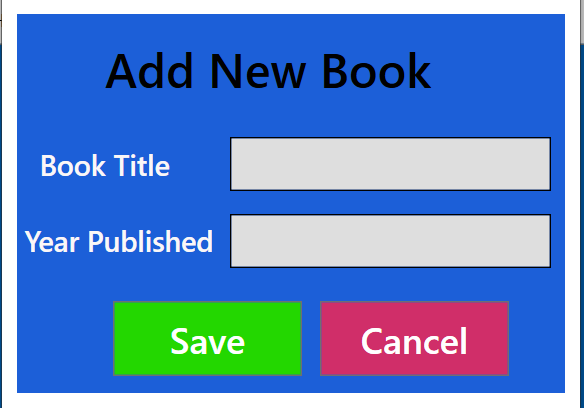 Add New Book
Book Title
Year Published
Save
Cancel